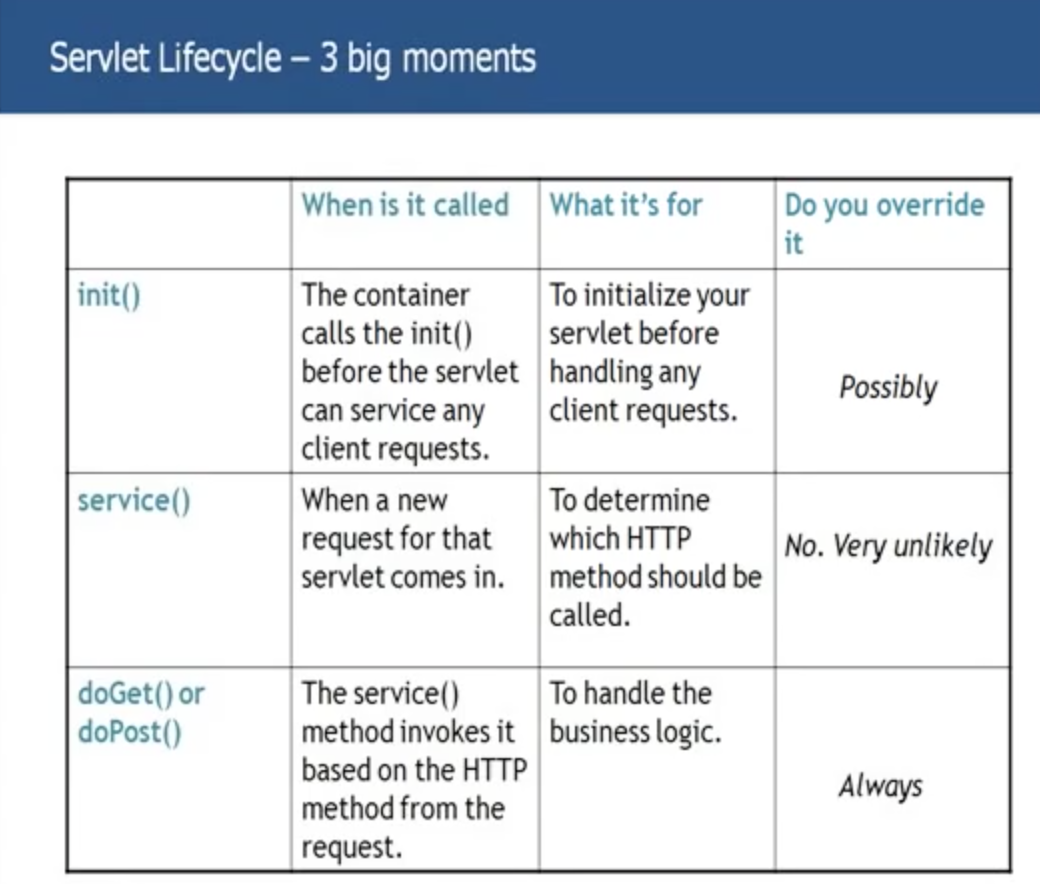 Servlet Lifecycle – 3 big moments
When is it called
What it's for
Do you override
it
init()
The container
calls the init()
before the servlet
can service any
client requests.
To initialize your
servlet before
handling any
client requests.
Possibly
service()
When a new
request for that
servlet comes in.
To determine
which HTTP
method should be
called.
No. Very unlikely
doGet() or
doPost()
The service()
method invokes it
based on the HTTP
method from the
request.
To handle the
business logic.
Always